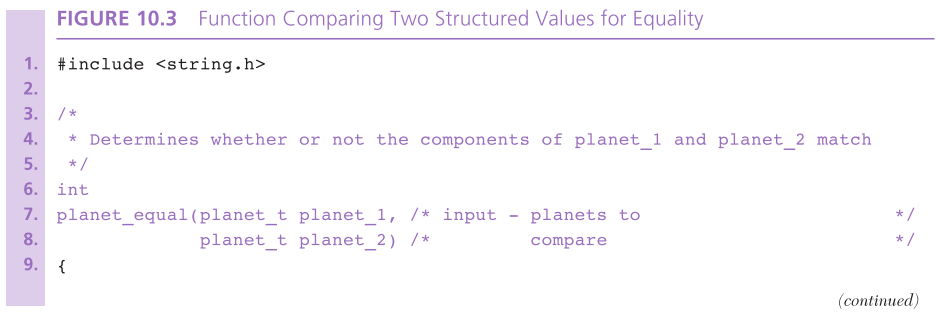 FIGURE 10.3 Function Comparing Two Structured Values for Equality
1. #include <string.h>
2.
3. /*
4.  * Determines whether or not the components of planet_1 and planet_2 match
5.  */
6. int
7. planet_equal(planet_t planet_1, /* input - planets to                       */
8.              planet_t planet_2) /*         compare                          */
9. {
(continued)